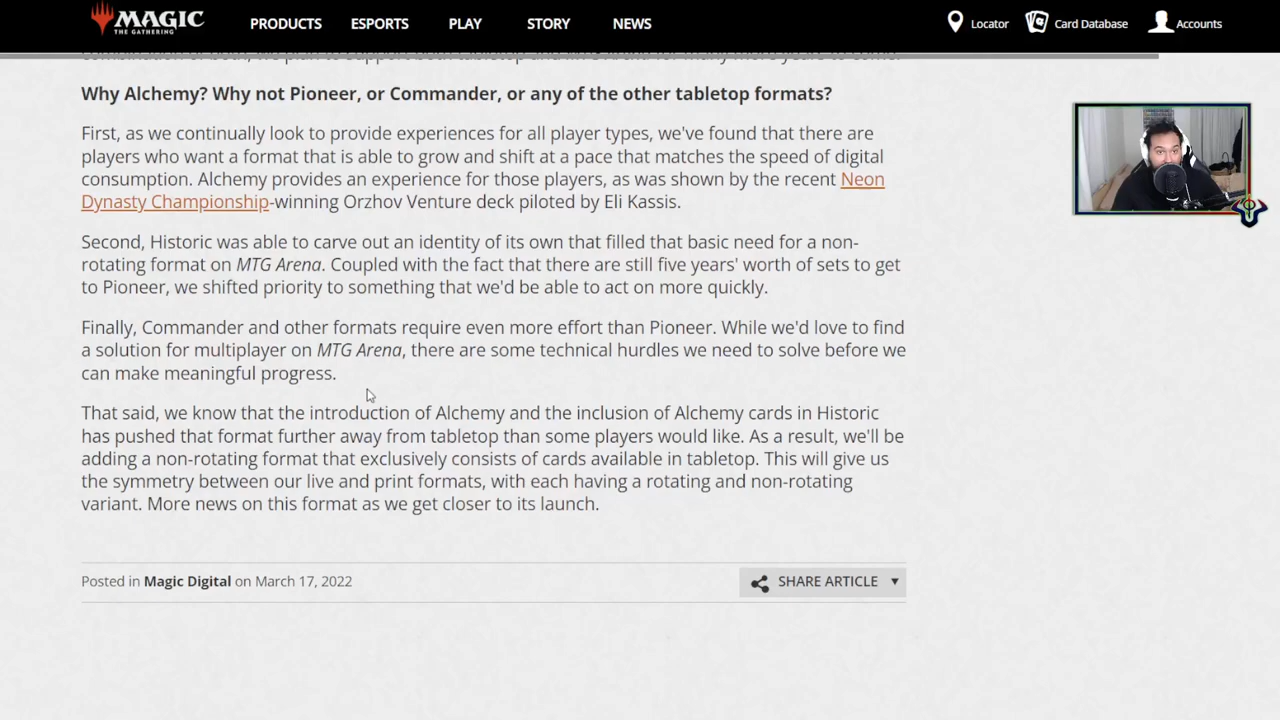 MAGIC
THE GATHERING
PRODUCTS
ESPORTS
PLAY
STORY
NEWS
Locator
Card Database
Accounts
Why Alchemy? Why not Pioneer, or Commander, or any of the other tabletop formats?
First, as we continually look to provide experiences for all player types, we've found that there are
players who want a format that is able to grow and shift at a pace that matches the speed of digital
consumption. Alchemy provides an experience for those players, as was shown by the recent Neon
Dynasty Championship-winning Orzhov Venture deck piloted by Eli Kassis.
Second, Historic was able to carve out an identity of its own that filled that basic need for a non-
rotating format on MTG Arena. Coupled with the fact that there are still five years' worth of sets to get
to Pioneer, we shifted priority to something that we'd be able to act on more quickly.
Finally, Commander and other formats require even more effort than Pioneer. While we'd love to find
a solution for multiplayer on MTG Arena, there are some technical hurdles we need to solve before we
can make meaningful progress.
That said, we know that the introduction of Alchemy and the inclusion of Alchemy cards in Historic
has pushed that format further away from tabletop than some players would like. As a result, we'll be
adding a non-rotating format that exclusively consists of cards available in tabletop. This will give us
the symmetry between our live and print formats, with each having a rotating and non-rotating
variant. More news on this format as we get closer to its launch.
Posted in Magic Digital on March 17, 2022
SHARE ARTICLE